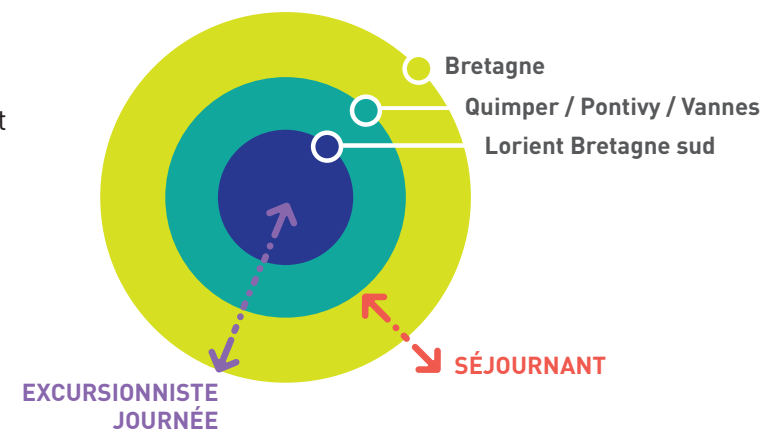 Bretagne
Quimper / Pontivy / Vannes
t
Lorient Bretagne sud
SÉJOURNANT
EXCURSIONNISTE
JOURNÉE